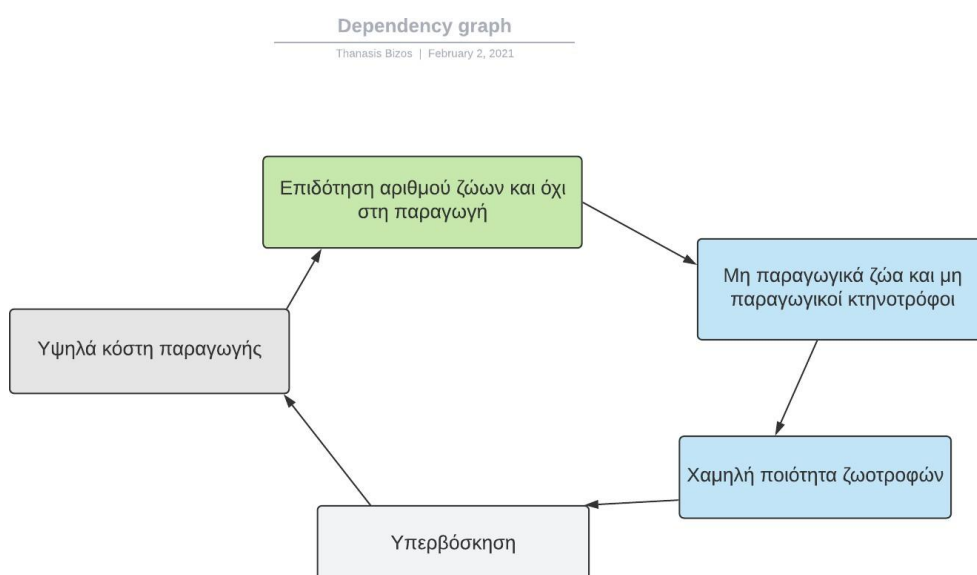 Dependency graph
Thanasis Bizos | February 2, 2021
Επιδότηση αριθμού ζώων και όχι
στη παραγωγή
Μη παραγωγικά ζώα και μη
παραγωγικοί κτηνοτρόφοι
Υψηλά κόστη παραγωγής
Χαμηλή ποιότητα ζωοτροφών
Υπερβόσκηση